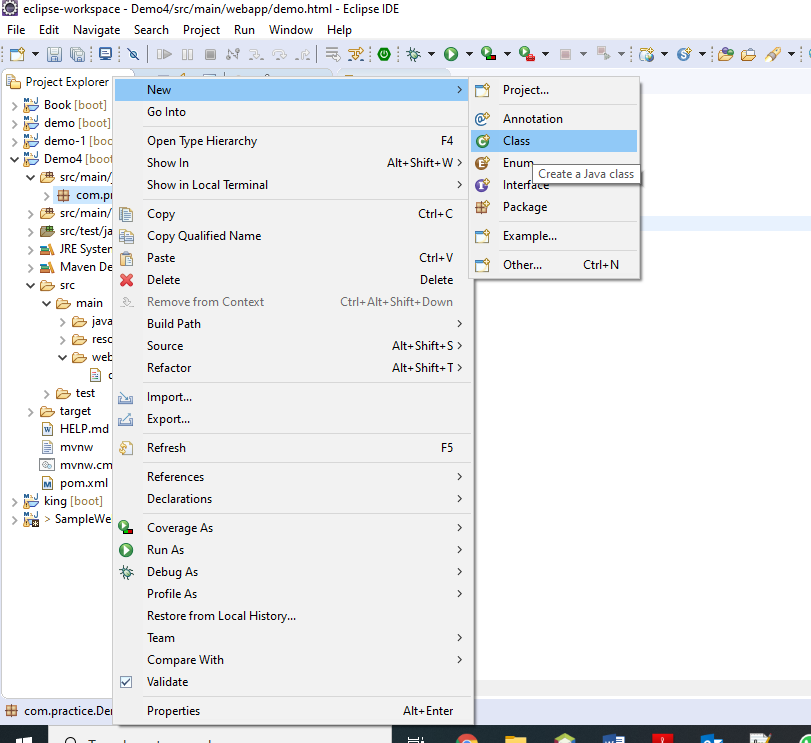 eclipse-workspace - Demo4/src/main/webapp/demo.html - Eclipse IDE
File Edit Navigate Search Project Run Window Help
Project Explorer
Book [boot]
demo [boot]
demo-1 [boot]
Demo4 [boot]
src/main/
com.pr
src/main/
src/test/ja
JRE System
Maven De
src
main
java
reso
web
test
target
HELP.md
mvnw
mvnw.cm
pom.xml
king [boot]
> SampleWe
New
Go Into
Open Type Hierarchy F4
Show In Alt+Shift+W
Show in Local Terminal
Copy Ctrl+C
Copy Qualified Name
Paste Ctrl+V
Delete Delete
Remove from Context Ctrl+Alt+Shift+Down
Build Path
Source Alt+Shift+S
Refactor Alt+Shift+T
Import...
Export...
Refresh F5
References
Declarations
Coverage As
Run As
Debug As
Profile As
Restore from Local History...
Team
Compare With
Validate
Properties Alt+Enter
Project...
Annotation
Class
Enum
Create a Java class
Interface
Package
Example...
Other... Ctrl+N
com.practice.De